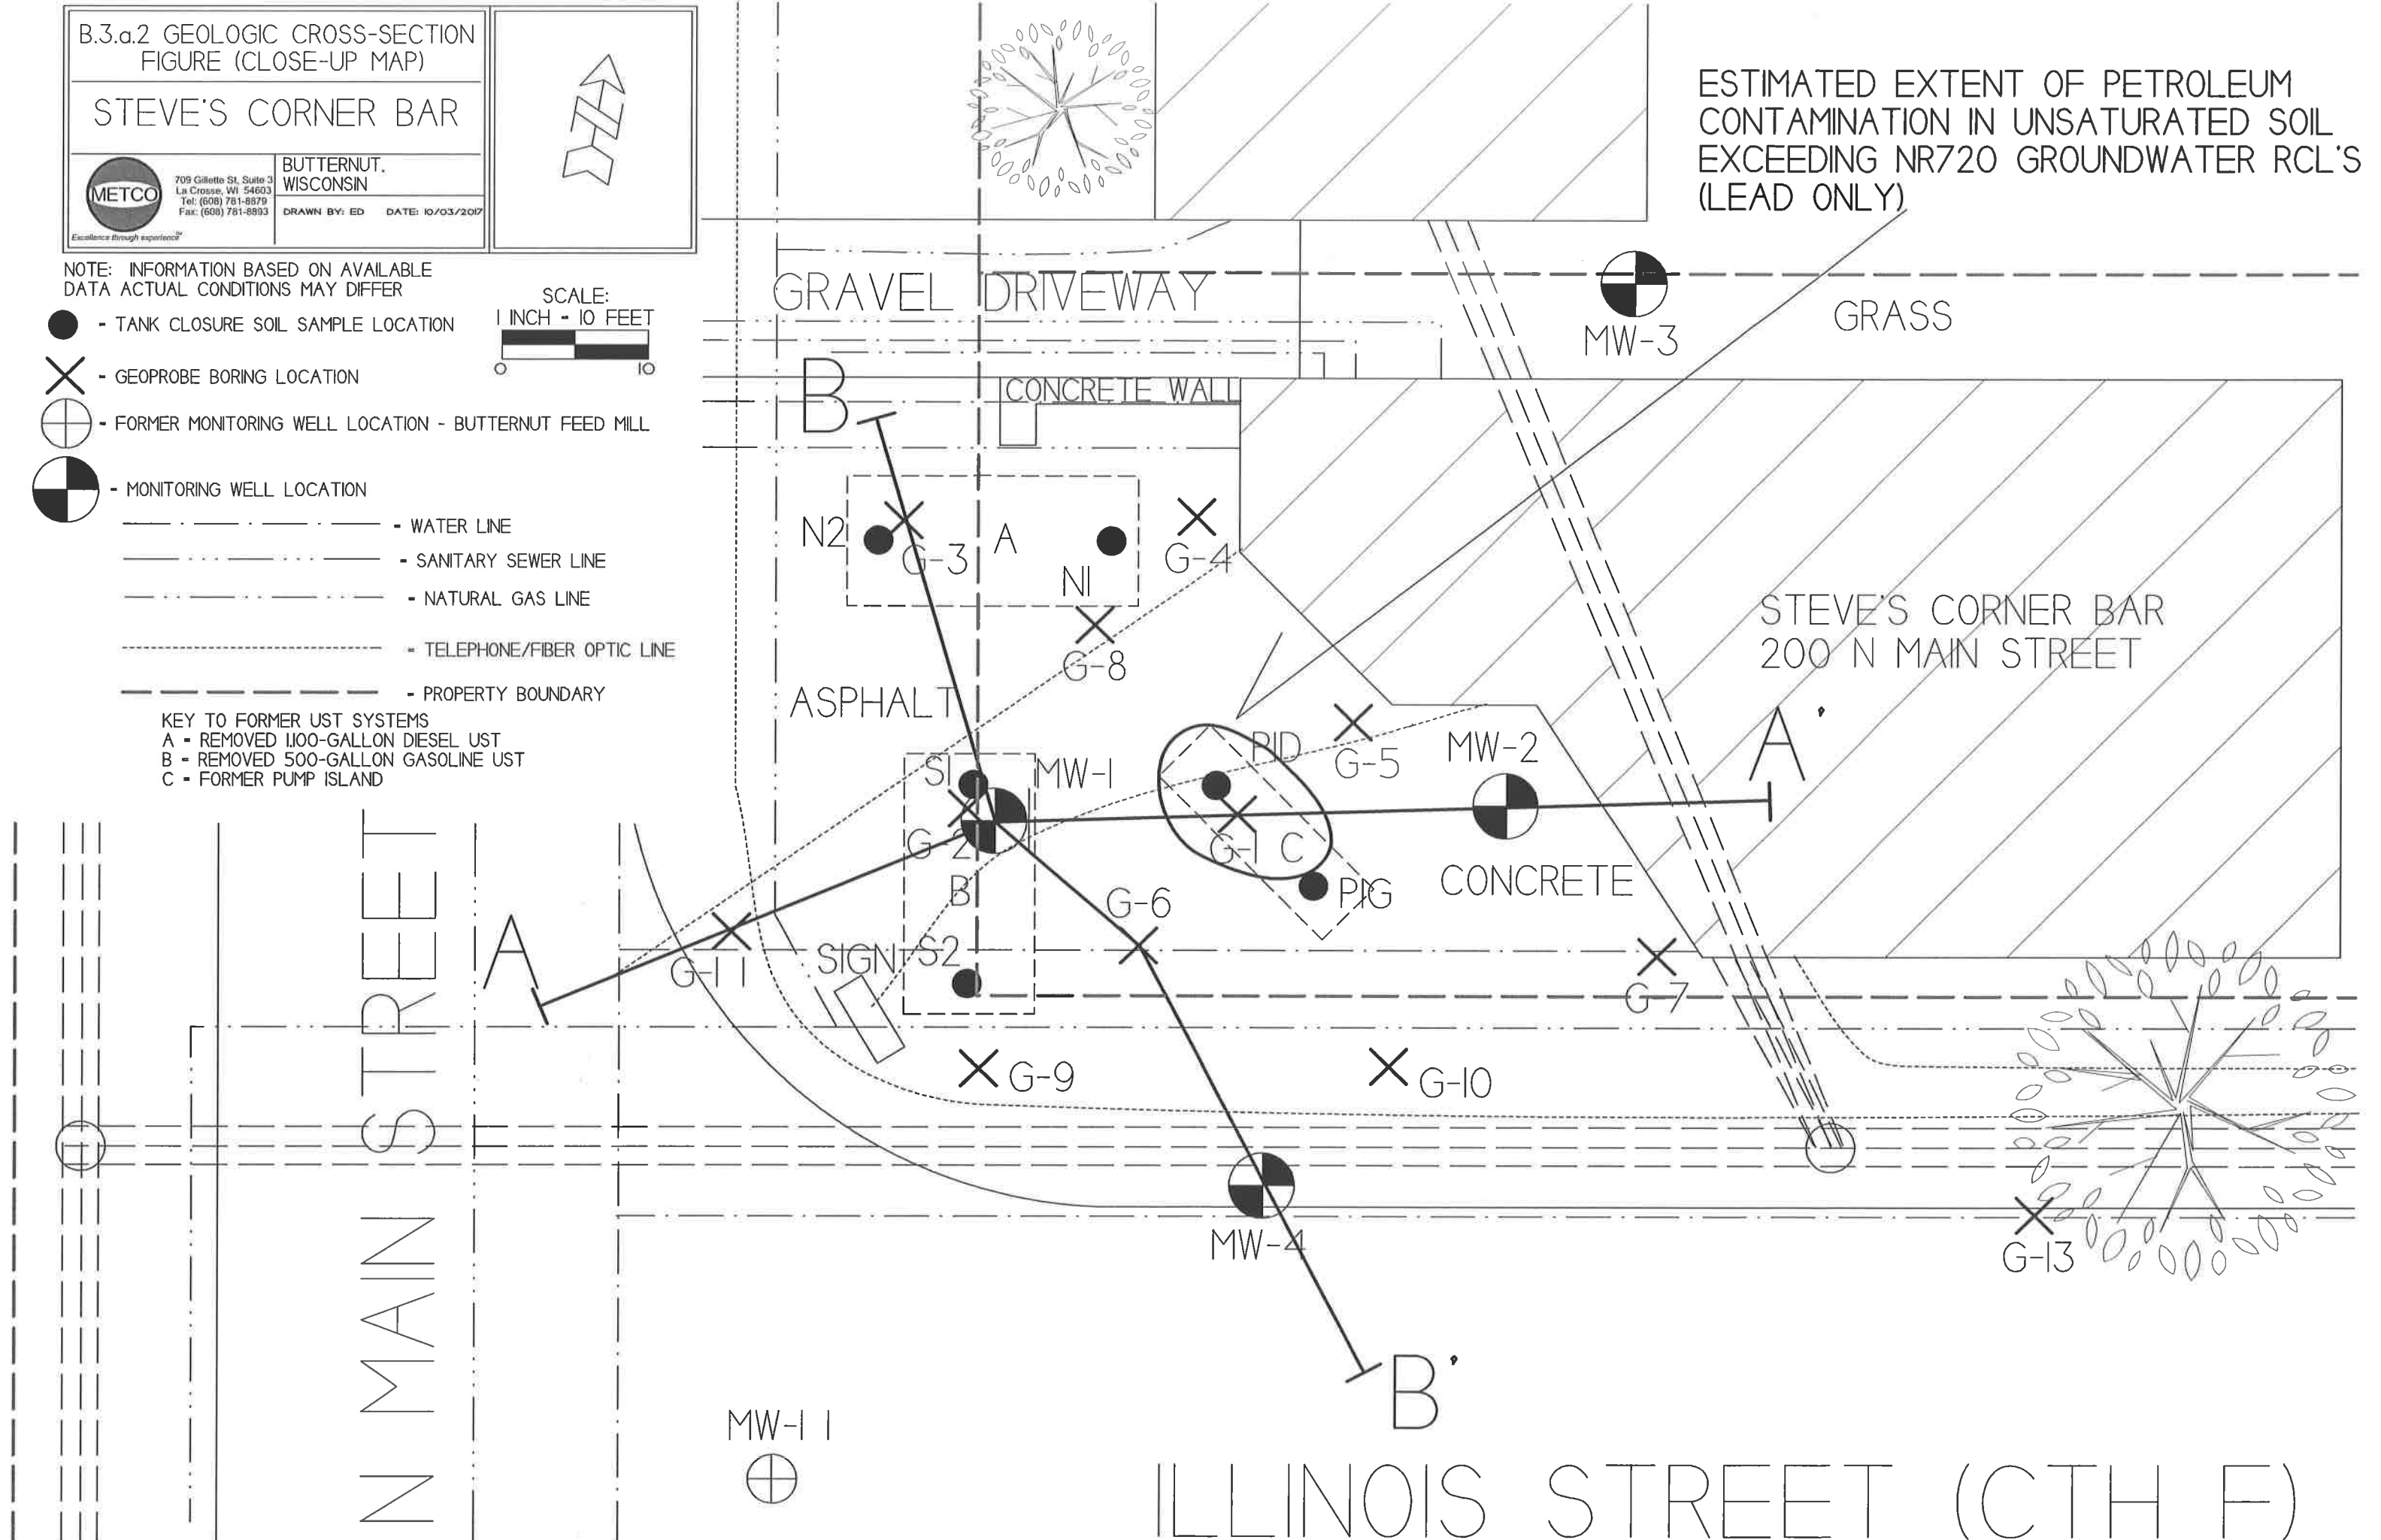 B.3.a.2 GEOLOGIC CROSS-SECTION
FIGURE (CLOSE-UP MAP)
STEVE'S CORNER BAR
METCO
Excellence through experience™
709 Gillette St, Suite 3
La Crosse, WI 54603
Tel: (608) 781-8879
Fax: (608) 781-8893
BUTTERNUT.
WISCONSIN
DRAWN BY: ED DATE: 10/03/2017
NOTE: INFORMATION BASED ON AVAILABLE
DATA ACTUAL CONDITIONS MAY DIFFER
- TANK CLOSURE SOIL SAMPLE LOCATION
- GEOPROBE BORING LOCATION
- FORMER MONITORING WELL LOCATION - BUTTERNUT FEED MILL
- MONITORING WELL LOCATION
- WATER LINE
- SANITARY SEWER LINE
- NATURAL GAS LINE
- TELEPHONE/FIBER OPTIC LINE
- PROPERTY BOUNDARY
KEY TO FORMER UST SYSTEMS
A - REMOVED 1,100-GALLON DIESEL UST
B - REMOVED 500-GALLON GASOLINE UST
C - FORMER PUMP ISLAND
SCALE:
1 INCH - 10 FEET
0 10
ESTIMATED EXTENT OF PETROLEUM
CONTAMINATION IN UNSATURATED SOIL
EXCEEDING NR720 GROUNDWATER RCL'S
(LEAD ONLY)
GRAVEL DRIVEWAY
MW-3
GRASS
B
CONCRETE WALL
N2
G-3
A
N1
G-4
G-8
STEVE'S CORNER BAR
200 N MAIN STREET
ASPHALT
S1
MW-1
PID
G-5
MW-2
A'
G-2
G-1
C
B
PIG
CONCRETE
G-6
A
G-11
SIGN
S2
G-7
G-9
G-10
MW-4
G-13
B'
MW-11
N MAIN STREET
ILLINOIS STREET (CTH F)